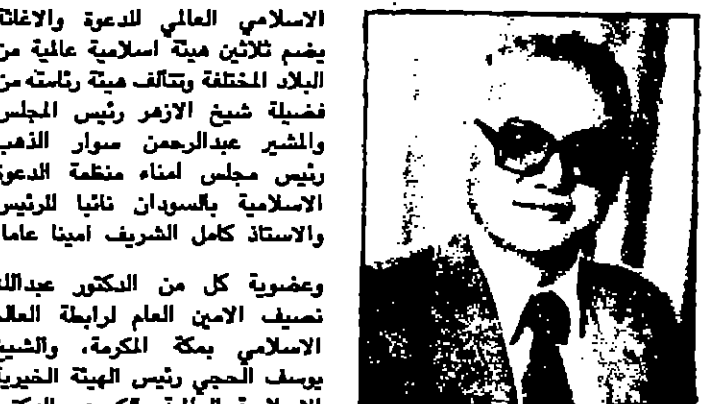 الاسلامي العالمي للدعوة والاغاثة
يضم ثلاثين هيئة اسلامية عالمية من
البلاد المختلفة وتتالف هيئة رئاسته من
فضيلة شيخ الازهر رئيس المجلس
والمشير عبدالرحمن سوار الذهب
رئيس مجلس امناء منظمة الدعوة
الاسلامية بالسودان نائبا للرئيس
والاستاذ كامل الشريف امينا عاما
وعضوية كل من الدكتور عبدالله
نصيف الامين العام لرابطة العالم
الاسلامي بمكة المكرمة، والشيخ
يوسف الحجي رئيس الهيئة الخيرية